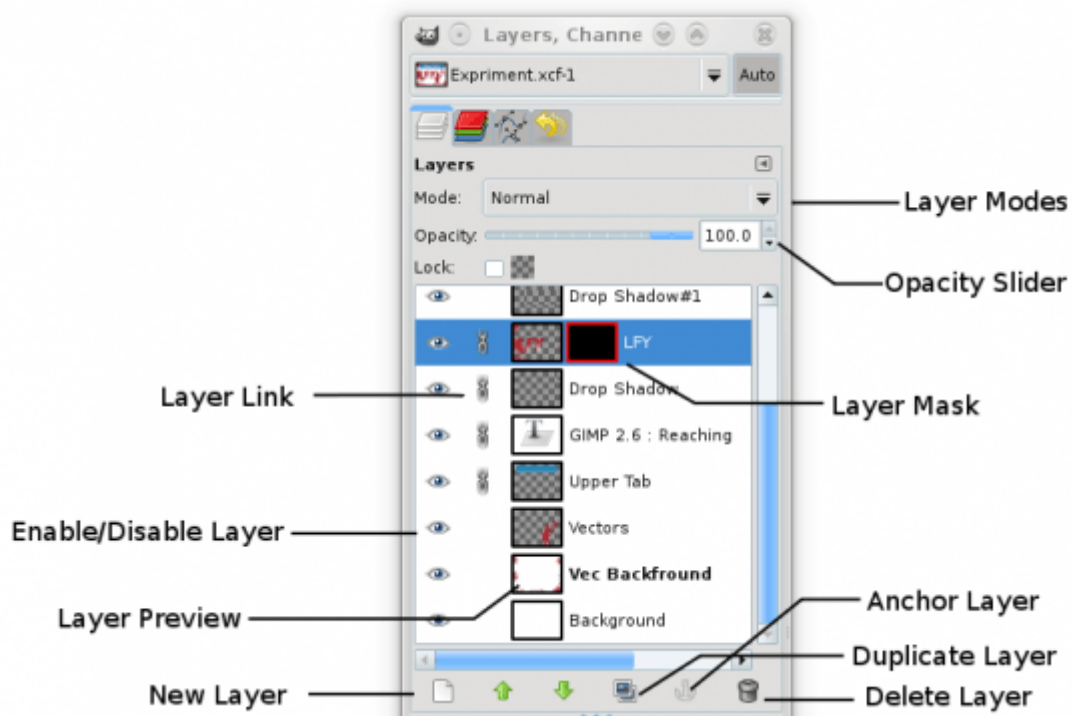 Layers, Channe
Expriment.xcf-1
Auto
Layers
Mode: Normal
Layer Modes
Opacity: 100.0
Opacity Slider
Lock:
Drop Shadow#1
LFY
Layer Link
Drop Shadow
Layer Mask
GIMP 2.6 : Reaching
Upper Tab
Enable/Disable Layer
Vectors
Vec Backfround
Layer Preview
Background
Anchor Layer
Duplicate Layer
New Layer
Delete Layer